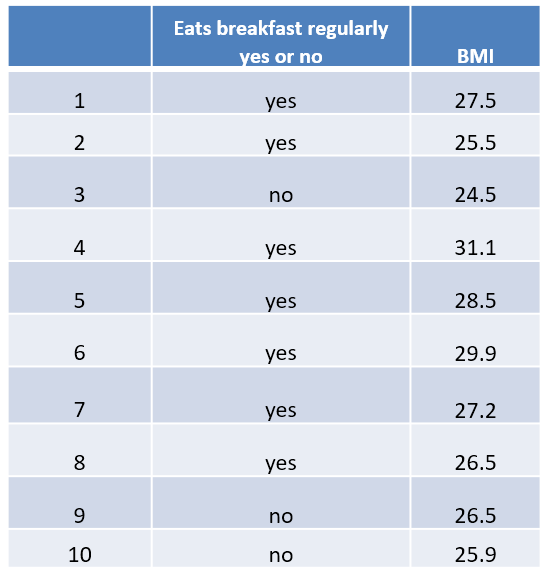 Eats breakfast regularly
yes or no BMI
1 yes 27.5
2 yes 25.5
3 no 24.5
4 yes 31.1
5 yes 28.5
6 yes 29.9
7 yes 27.2
8 yes 26.5
9 no 26.5
10 no 25.9